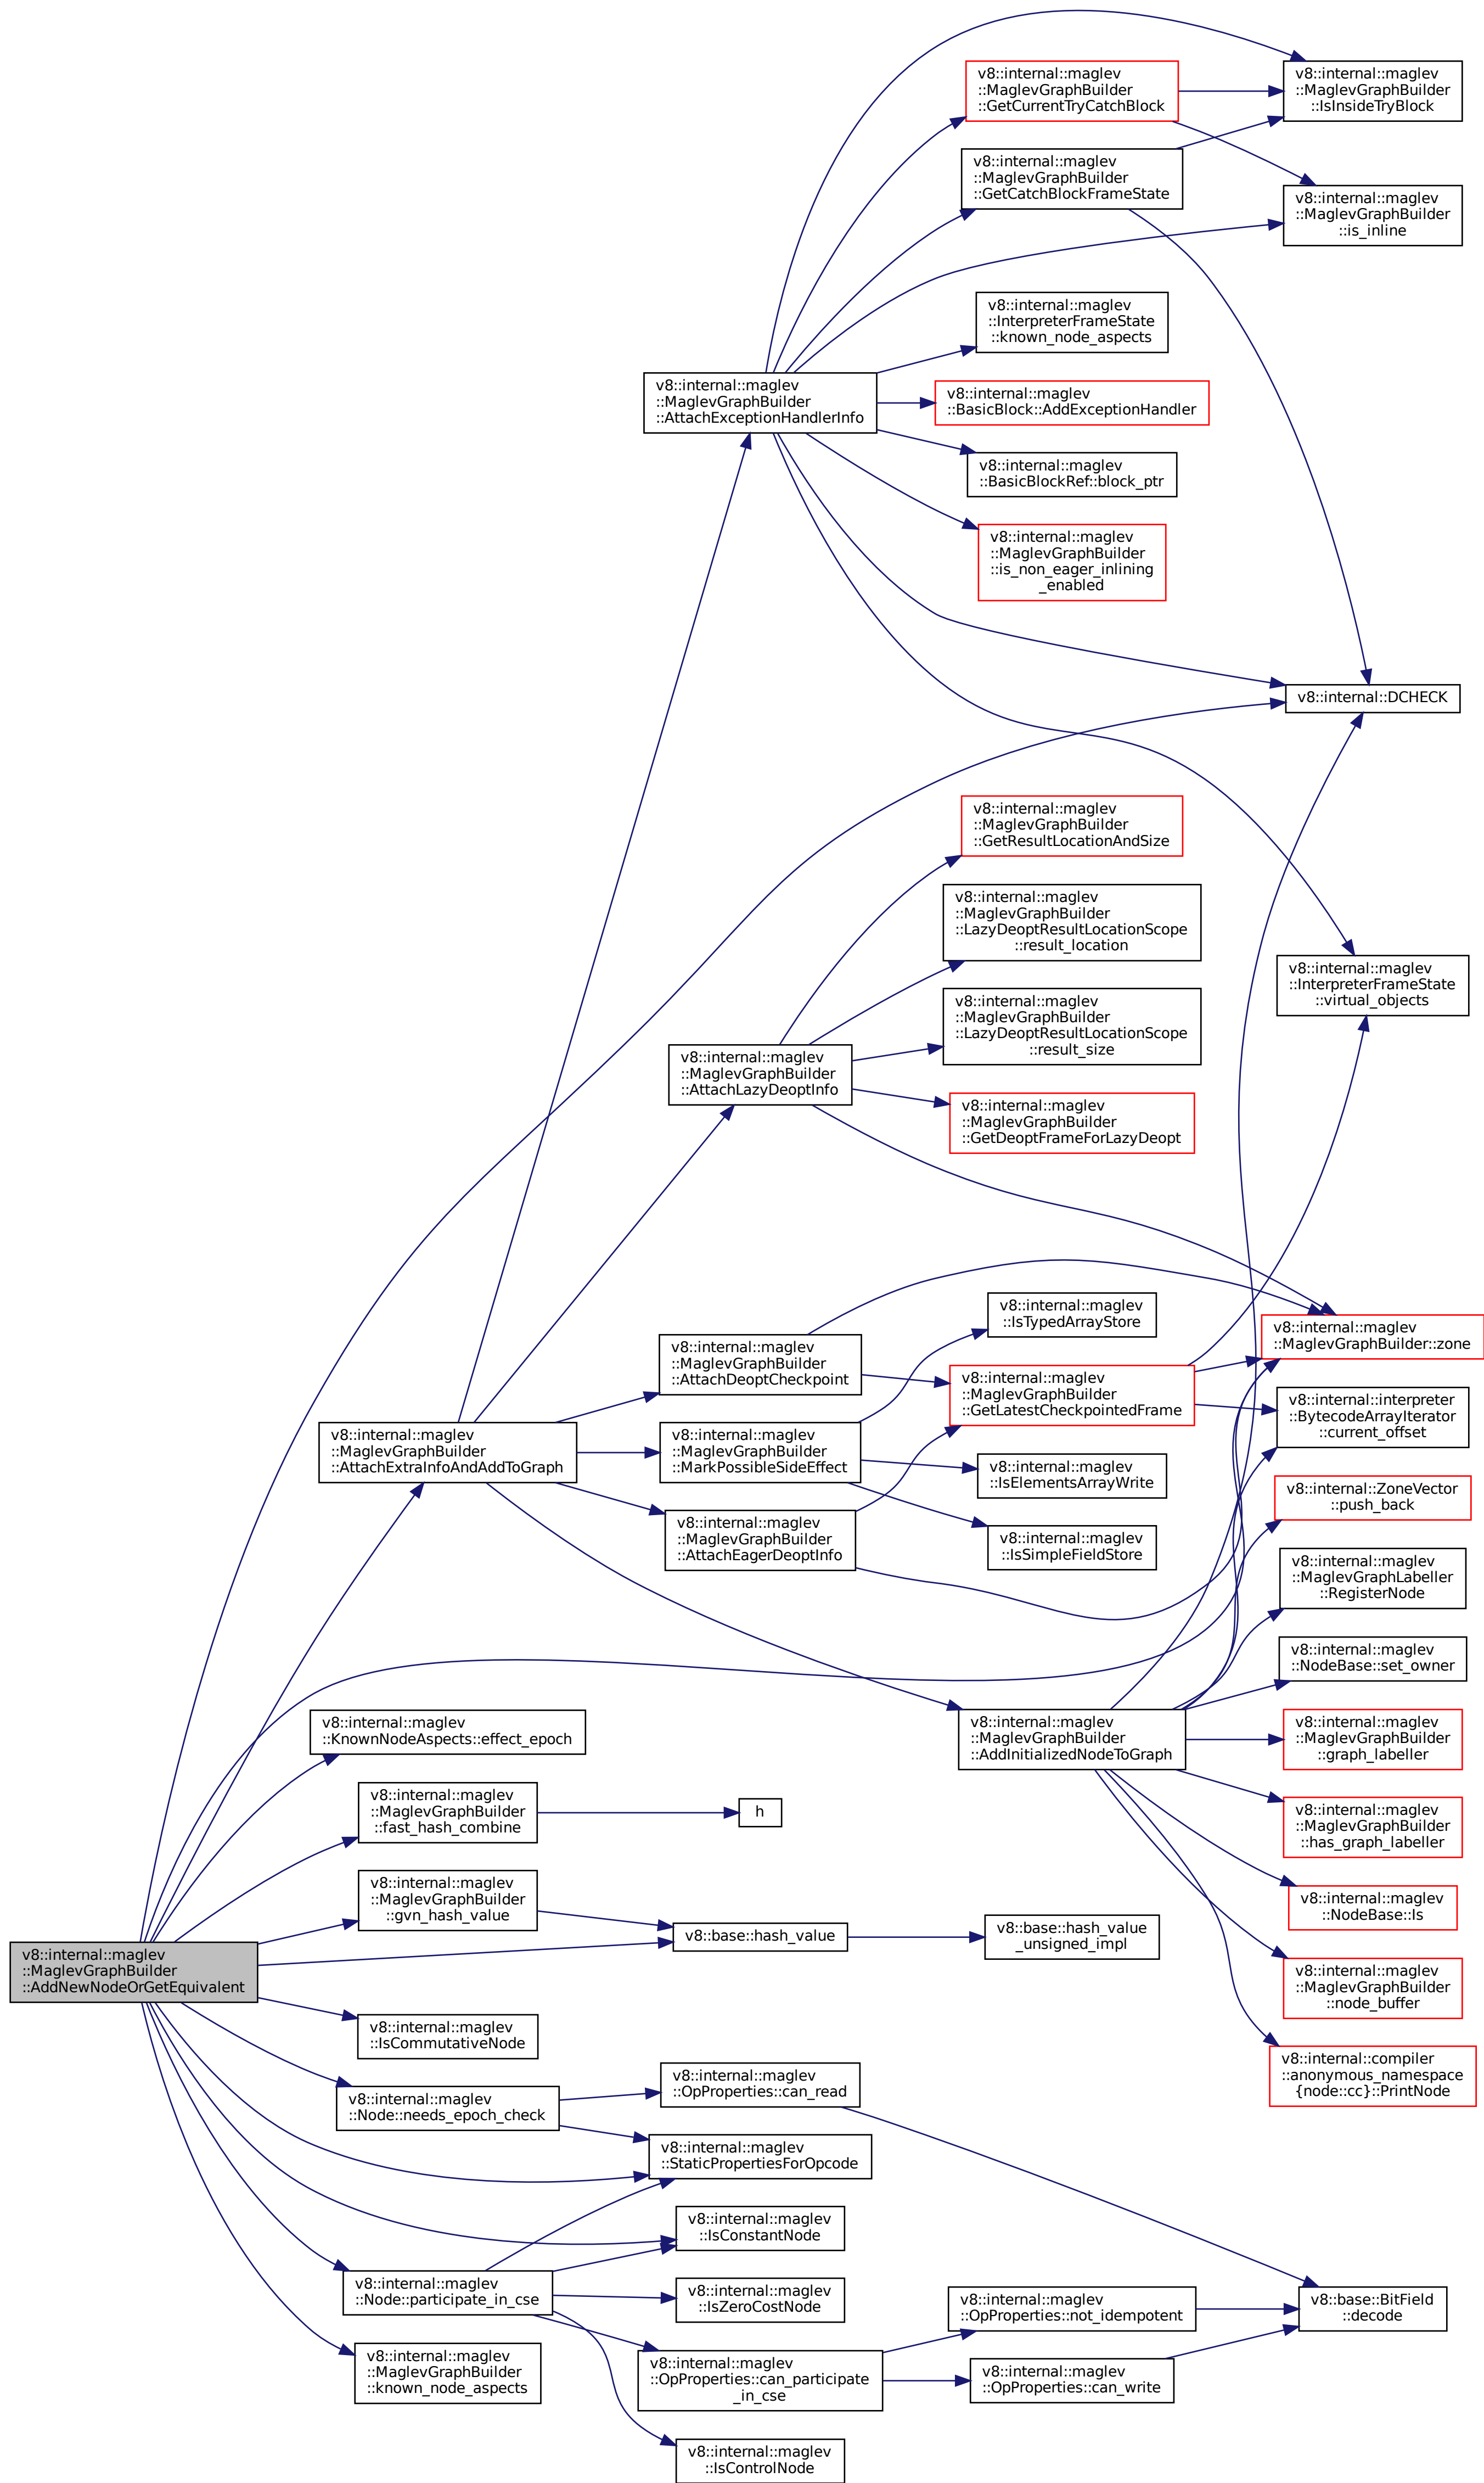 v8::internal::maglev
::MaglevGraphBuilder
::GetCurrentTryCatchBlock
v8::internal::maglev
::MaglevGraphBuilder
::IsInsideTryBlock
v8::internal::maglev
::MaglevGraphBuilder
::GetCatchBlockFrameState
v8::internal::maglev
::MaglevGraphBuilder
::is_inline
v8::internal::maglev
::InterpreterFrameState
::known_node_aspects
v8::internal::maglev
::MaglevGraphBuilder
::AttachExceptionHandlerInfo
v8::internal::maglev
::BasicBlock::AddExceptionHandler
v8::internal::maglev
::BasicBlockRef::block_ptr
v8::internal::maglev
::MaglevGraphBuilder
::is_non_eager_inlining
_enabled
v8::internal::DCHECK
v8::internal::maglev
::MaglevGraphBuilder
::GetResultLocationAndSize
v8::internal::maglev
::MaglevGraphBuilder
::LazyDeoptResultLocationScope
::result_location
v8::internal::maglev
::InterpreterFrameState
::virtual_objects
v8::internal::maglev
::MaglevGraphBuilder
::LazyDeoptResultLocationScope
::result_size
v8::internal::maglev
::MaglevGraphBuilder
::AttachLazyDeoptInfo
v8::internal::maglev
::MaglevGraphBuilder
::GetDeoptFrameForLazyDeopt
v8::internal::maglev
::IsTypedArrayStore
v8::internal::maglev
::MaglevGraphBuilder::zone
v8::internal::maglev
::MaglevGraphBuilder
::AttachDeoptCheckpoint
v8::internal::maglev
::MaglevGraphBuilder
::GetLatestCheckpointedFrame
v8::internal::interpreter
::BytecodeArrayIterator
::current_offset
v8::internal::maglev
::MaglevGraphBuilder
::AttachExtraInfoAndAddToGraph
v8::internal::maglev
::MaglevGraphBuilder
::MarkPossibleSideEffect
v8::internal::maglev
::IsElementsArrayWrite
v8::internal::ZoneVector
::push_back
v8::internal::maglev
::MaglevGraphBuilder
::AttachEagerDeoptInfo
v8::internal::maglev
::IsSimpleFieldStore
v8::internal::maglev
::MaglevGraphLabeller
::RegisterNode
v8::internal::maglev
::NodeBase::set_owner
v8::internal::maglev
::KnownNodeAspects::effect_epoch
v8::internal::maglev
::MaglevGraphBuilder
::AddInitializedNodeToGraph
v8::internal::maglev
::MaglevGraphBuilder
::graph_labeller
v8::internal::maglev
::MaglevGraphBuilder
::fast_hash_combine
h
v8::internal::maglev
::MaglevGraphBuilder
::has_graph_labeller
v8::internal::maglev
::MaglevGraphBuilder
::gvn_hash_value
v8::internal::maglev
::NodeBase::Is
v8::base::hash_value
v8::base::hash_value
_unsigned_impl
v8::internal::maglev
::MaglevGraphBuilder
::AddNewNodeOrGetEquivalent
v8::internal::maglev
::MaglevGraphBuilder
::node_buffer
v8::internal::maglev
::IsCommutativeNode
v8::internal::compiler
::anonymous_namespace
{node::cc}::PrintNode
v8::internal::maglev
::OpProperties::can_read
v8::internal::maglev
::Node::needs_epoch_check
v8::internal::maglev
::StaticPropertiesForOpcode
v8::internal::maglev
::IsConstantNode
v8::internal::maglev
::Node::participate_in_cse
v8::internal::maglev
::IsZeroCostNode
v8::internal::maglev
::OpProperties::not_idempotent
v8::base::BitField
::decode
v8::internal::maglev
::MaglevGraphBuilder
::known_node_aspects
v8::internal::maglev
::OpProperties::can_participate
_in_cse
v8::internal::maglev
::OpProperties::can_write
v8::internal::maglev
::IsControlNode